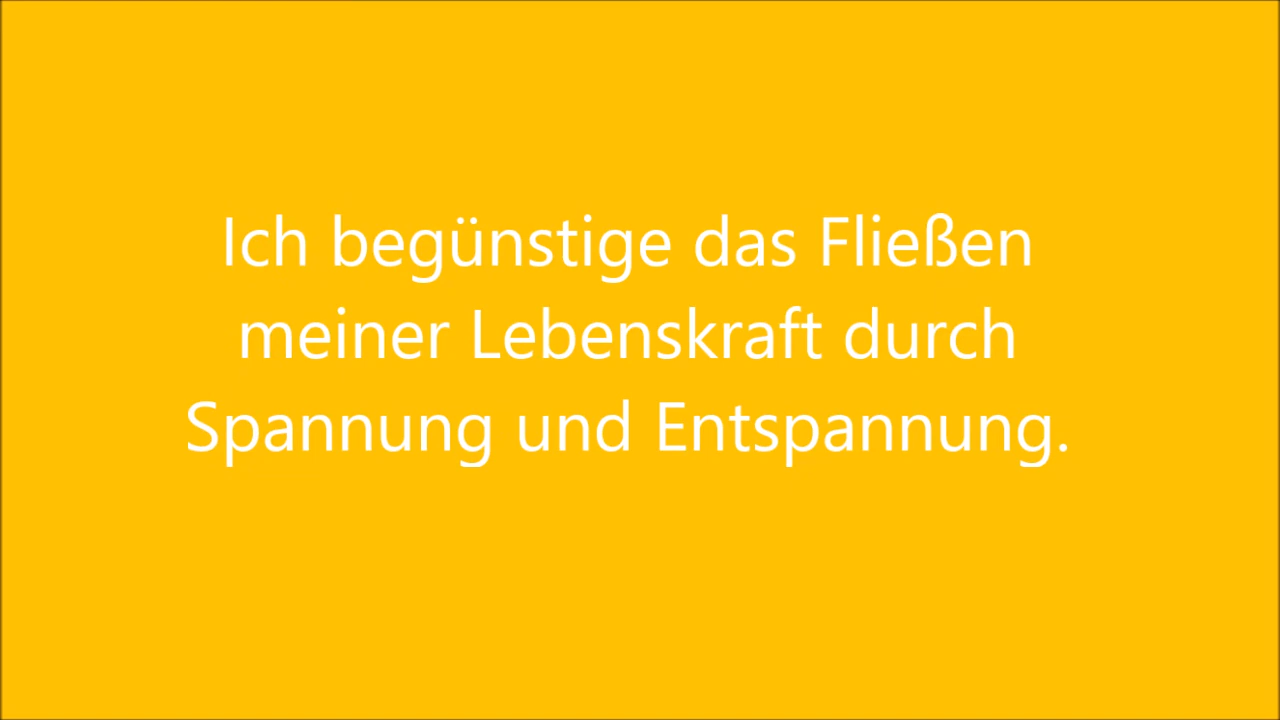 Ich begünstige das Fließen
meiner Lebenskraft durch
Spannung und Entspannung.